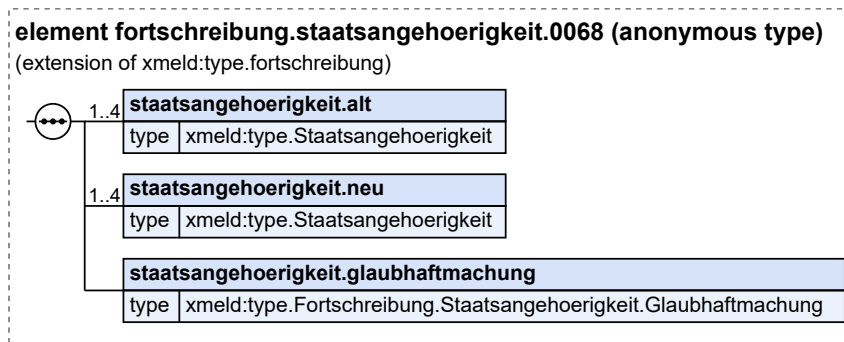 element fortschreibung.staatsangehoerigkeit.0068 (anonymous type)
(extension of xmeld:type.fortschreibung)
1..4 staatsangehoerigkeit.alt
type xmeld:type.Staatsangehoerigkeit
1..4 staatsangehoerigkeit.neu
type xmeld:type.Staatsangehoerigkeit
staatsangehoerigkeit.glaubhaftmachung
type xmeld:type.Fortschreibung.Staatsangehoerigkeit.Glaubhaftmachung